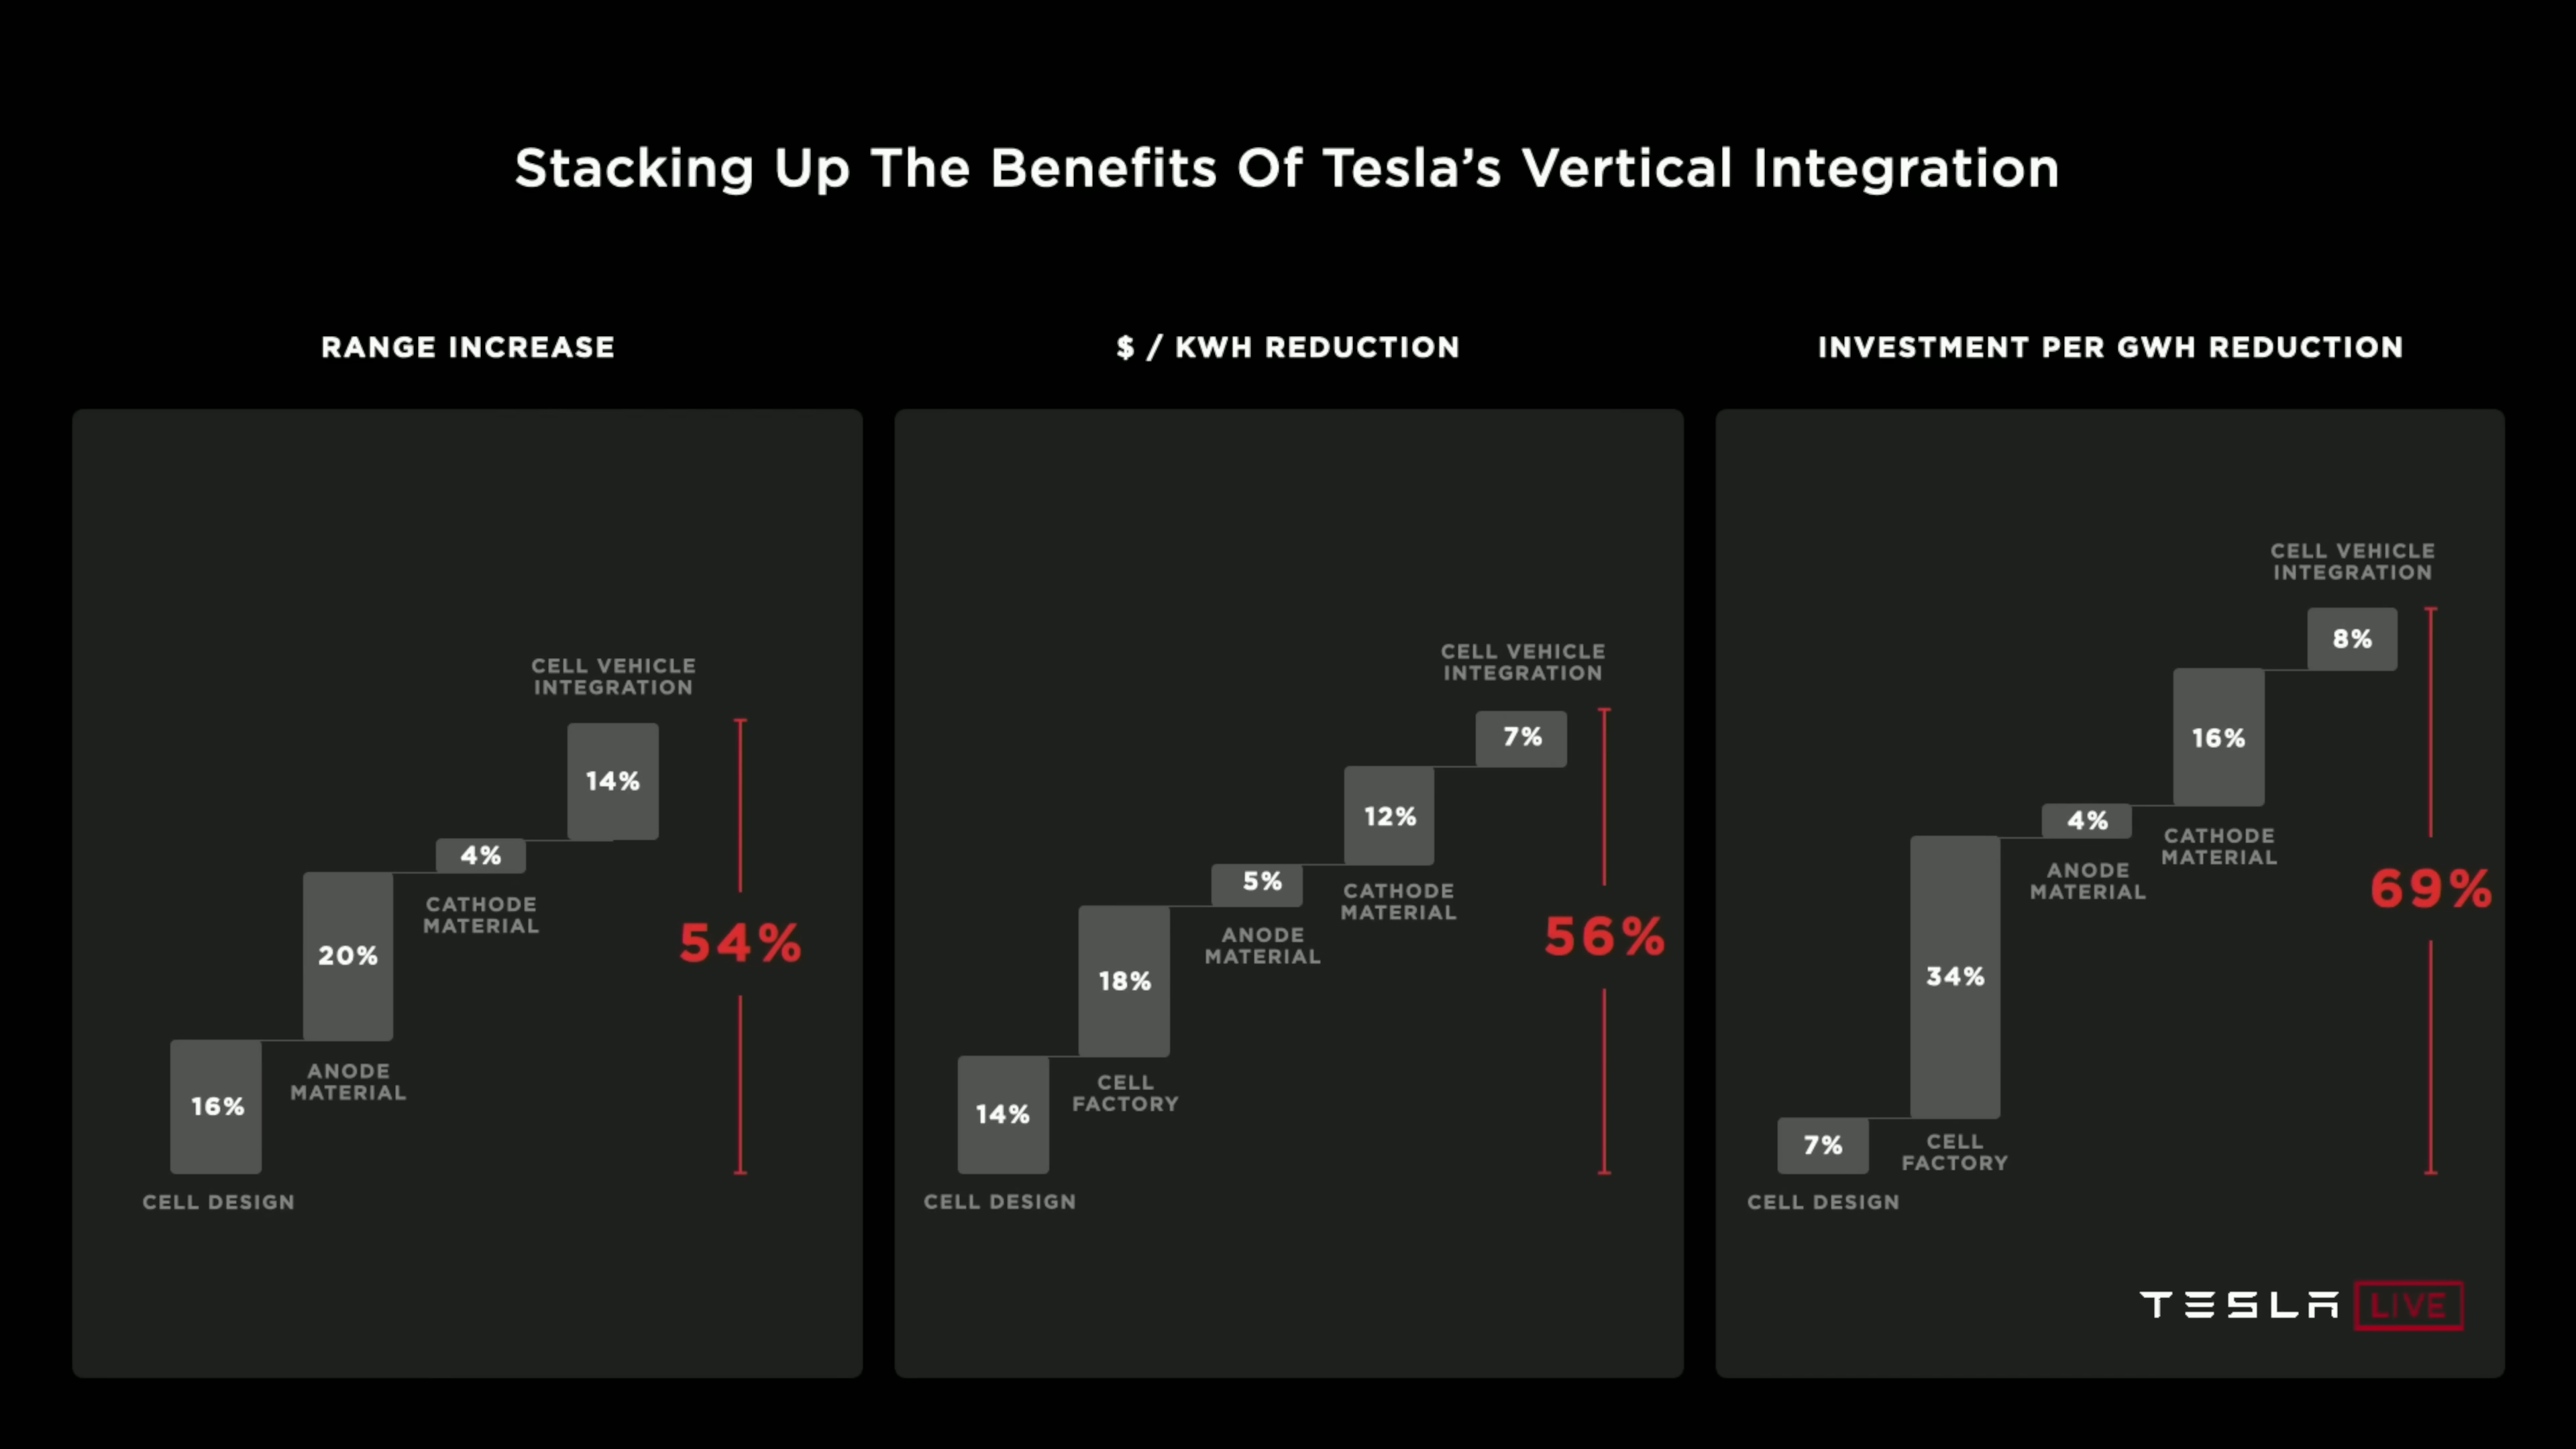 Stacking Up The Benefits Of Tesla’s Vertical Integration
RANGE INCREASE
CELL VEHICLE
INTEGRATION
14%
4%
CATHODE
MATERIAL
20%
ANODE
MATERIAL
16%
CELL DESIGN
54%
$ / KWH REDUCTION
CELL VEHICLE
INTEGRATION
7%
12%
CATHODE
MATERIAL
5%
ANODE
MATERIAL
18%
CELL
FACTORY
14%
CELL DESIGN
56%
INVESTMENT PER GWH REDUCTION
CELL VEHICLE
INTEGRATION
8%
16%
CATHODE
MATERIAL
4%
ANODE
MATERIAL
34%
CELL
FACTORY
7%
CELL DESIGN
69%
TESLA LIVE